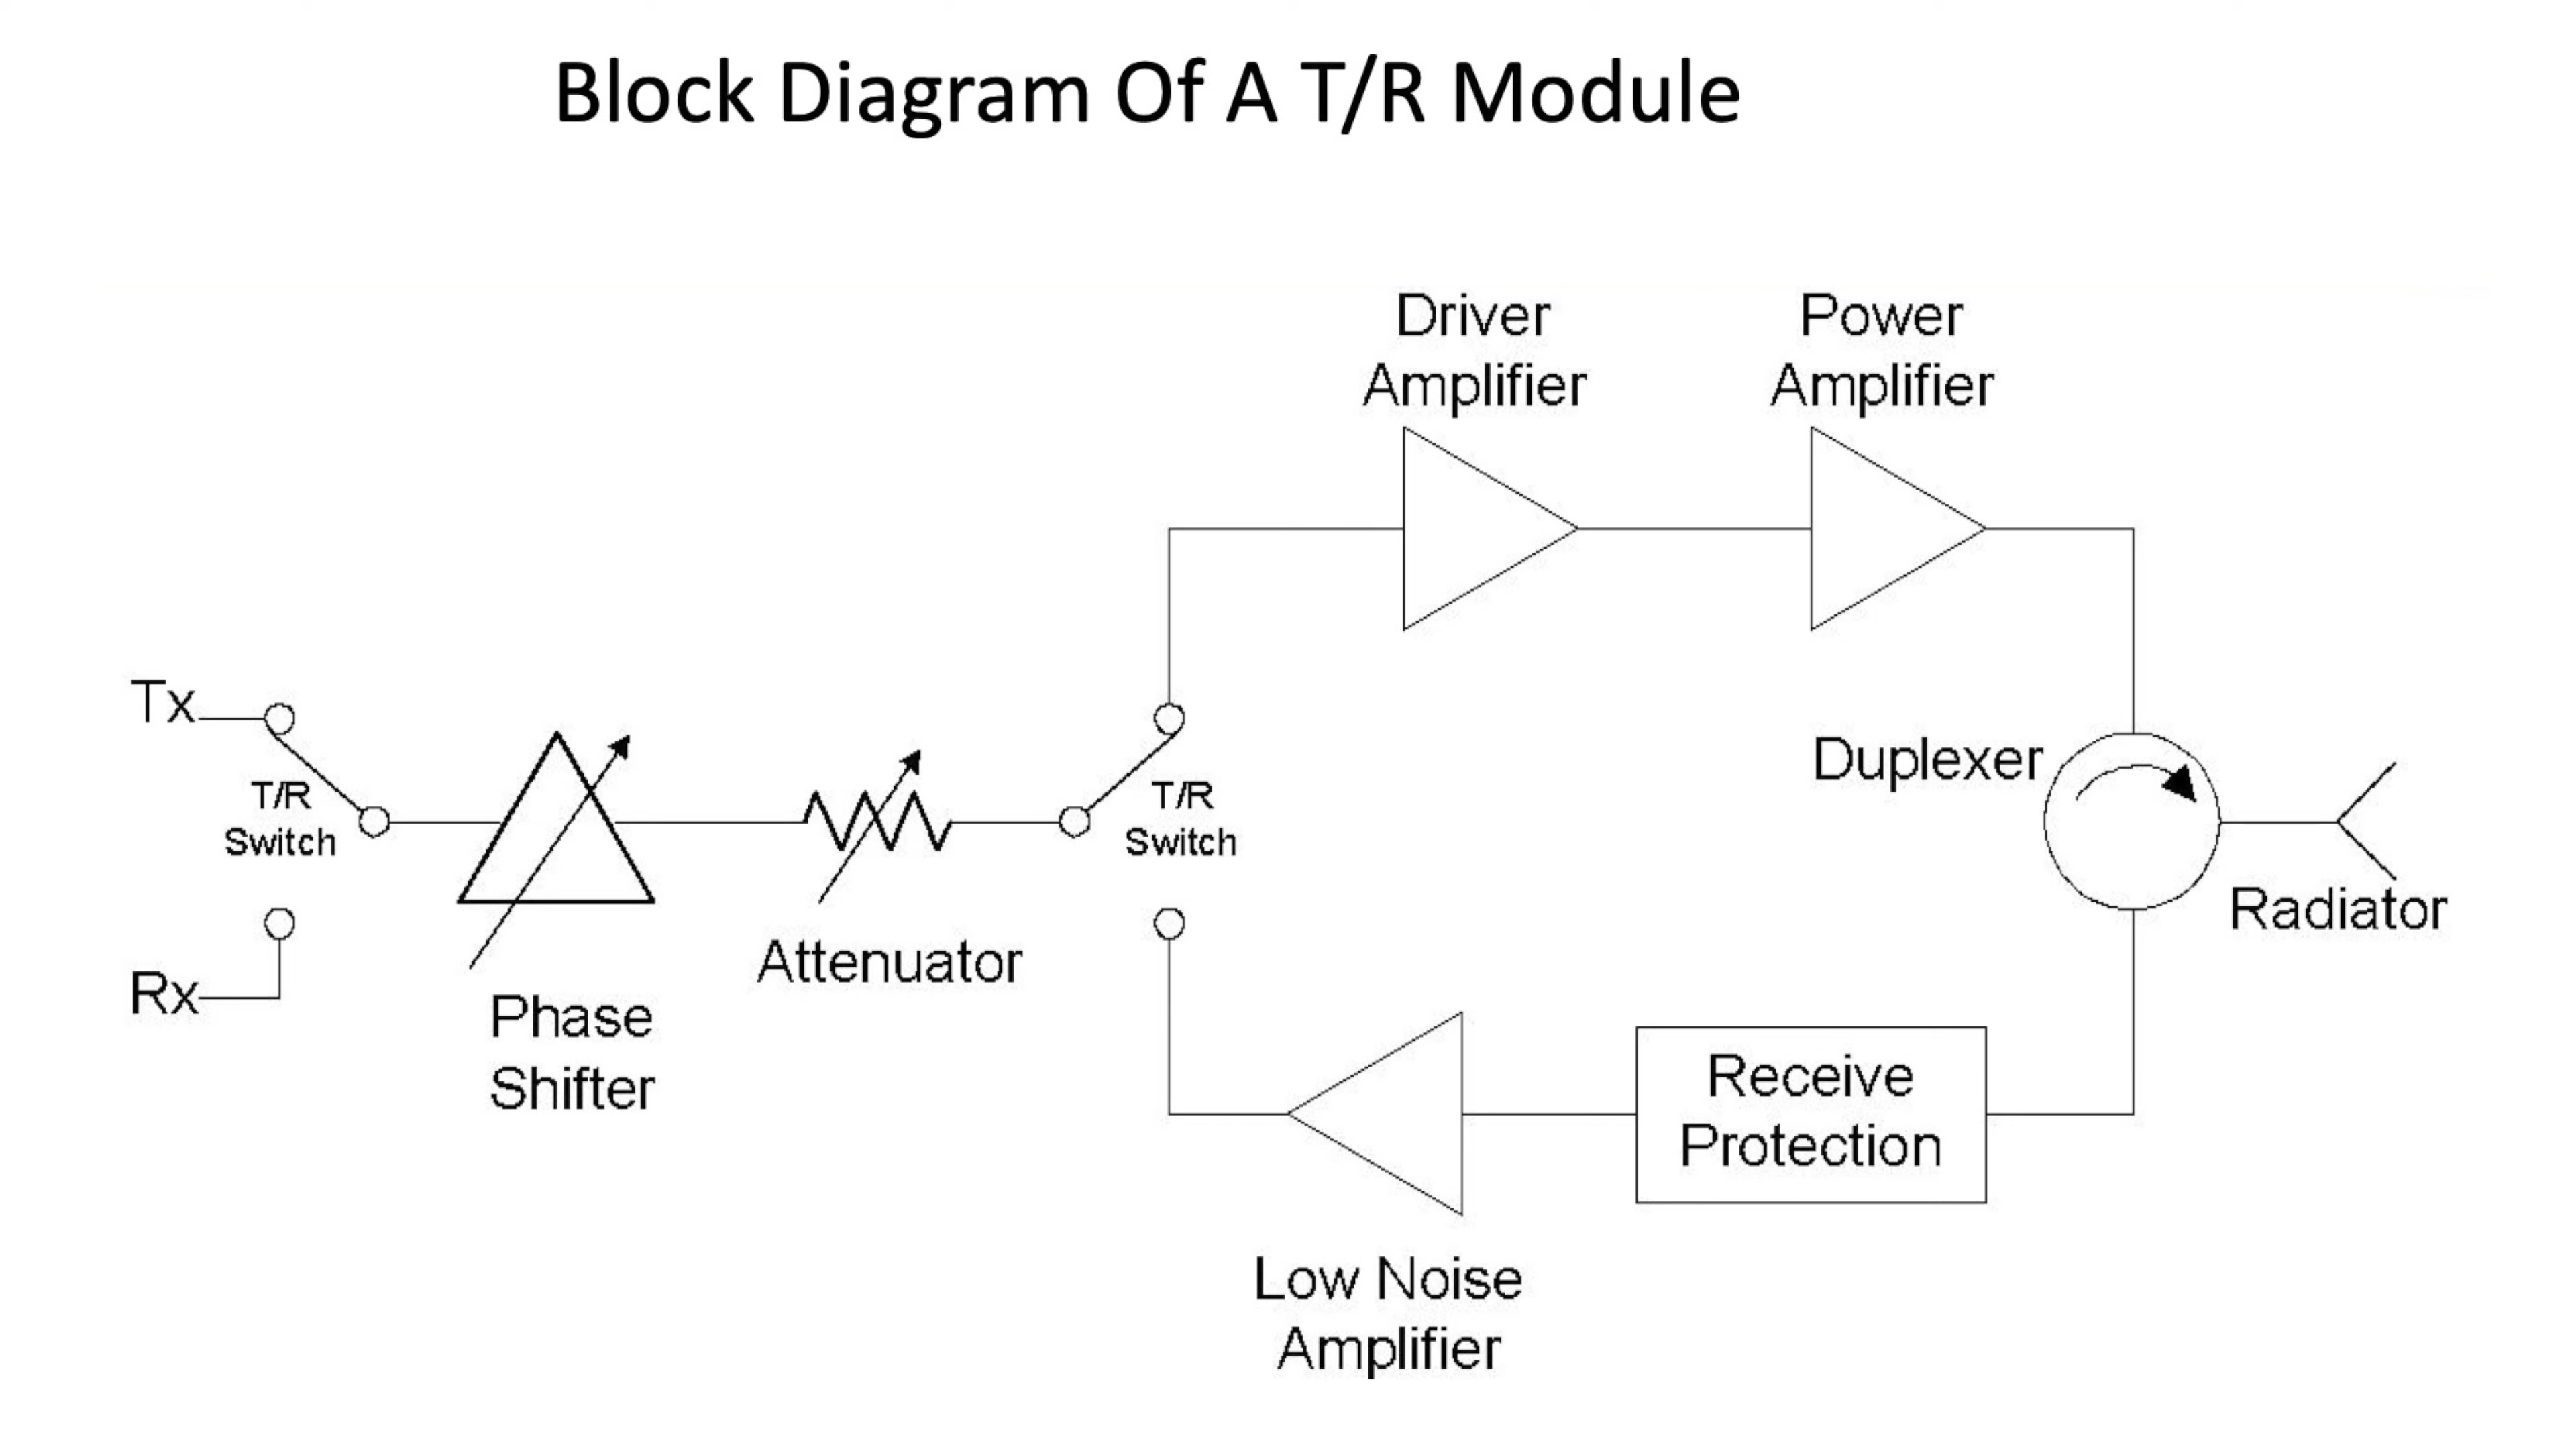 Block Diagram Of A T/R Module
Driver
Amplifier
Power
Amplifier
Tx
T/R
Switch
Rx
Phase
Shifter
Attenuator
T/R
Switch
Duplexer
Radiator
Receive
Protection
Low Noise
Amplifier